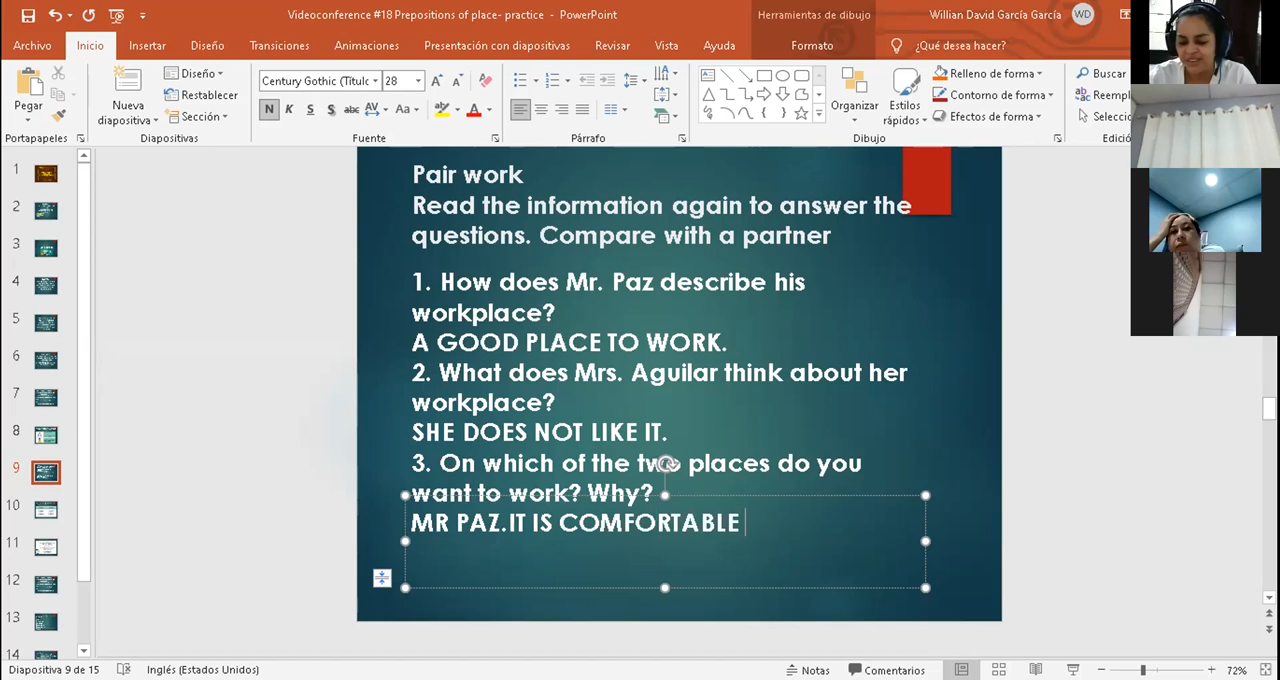 Videoconference #18 Prepositions of place- practice - PowerPoint
Herramientas de dibujo
Willian David García García
WD
Archivo
Inicio
Insertar
Diseño
Transiciones
Animaciones
Presentación con diapositivas
Revisar
Vista
Ayuda
Formato
¿Qué desea hacer?
Pegar
Nueva
diapositiva
Diseño
Restablecer
Sección
Century Gothic (Títulc
28
N K S S abc AV Aa A
Organizar
Estilos
rápidos
Relleno de forma
Contorno de forma
Efectos de forma
Buscar
Reempl
Selecci
Portapapeles
Diapositivas
Fuente
Párrafo
Dibujo
Edició
1
2
3
4
5
6
7
8
9
10
11
12
13
14
Pair work
Read the information again to answer the
questions. Compare with a partner
1. How does Mr. Paz describe his
workplace?
A GOOD PLACE TO WORK.
2. What does Mrs. Aguilar think about her
workplace?
SHE DOES NOT LIKE IT.
3. On which of the two places do you
want to work? Why?
MR PAZ.IT IS COMFORTABLE
Diapositiva 9 de 15
Inglés (Estados Unidos)
Notas
Comentarios
72%